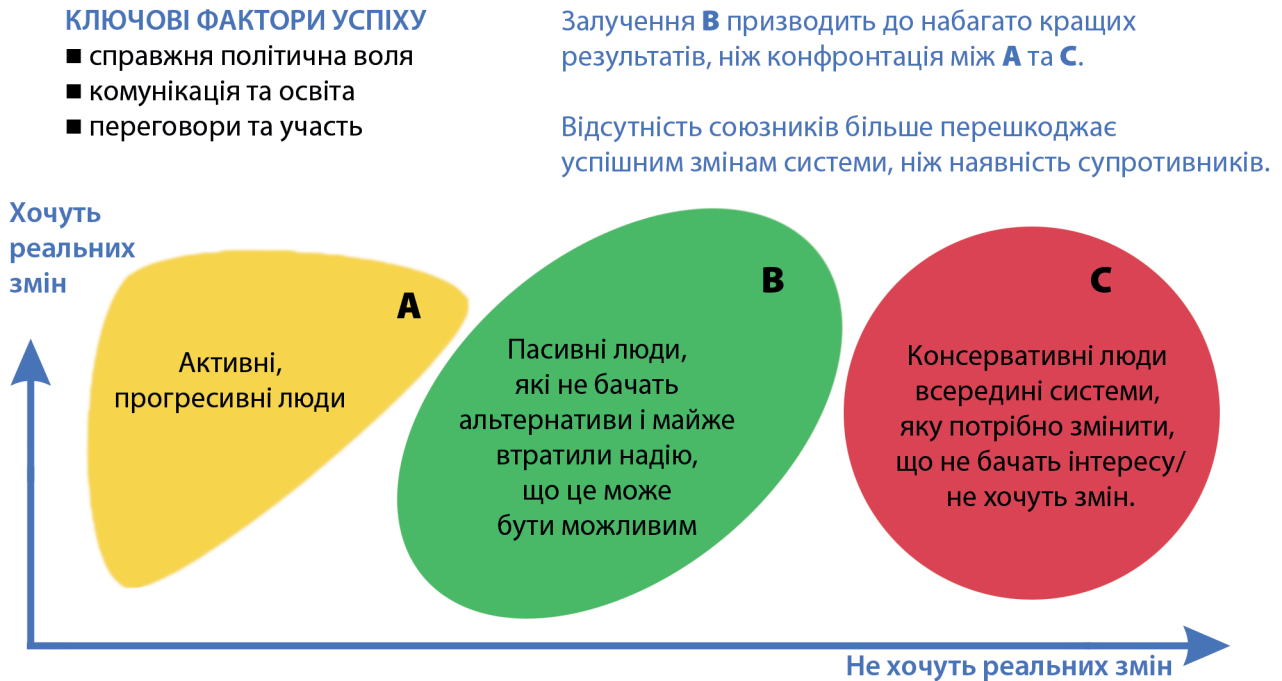 КЛЮЧОВІ ФАКТОРИ УСПІХУ
■ справжня політична воля
■ комунікація та освіта
■ переговори та участь
Залучення B призводить до набагато кращих
результатів, ніж конфронтація між A та C.
Відсутність союзників більше перешкоджає
успішним змінам системи, ніж наявність супротивників.
Хочуть
реальних
змін
A
Активні,
прогресивні люди
B
Пасивні люди,
які не бачать
альтернативи і майже
втратили надію,
що це може
бути можливим
C
Консервативні люди
всередині системи,
яку потрібно змінити,
що не бачать інтересу/
не хочуть змін.
Не хочуть реальних змін